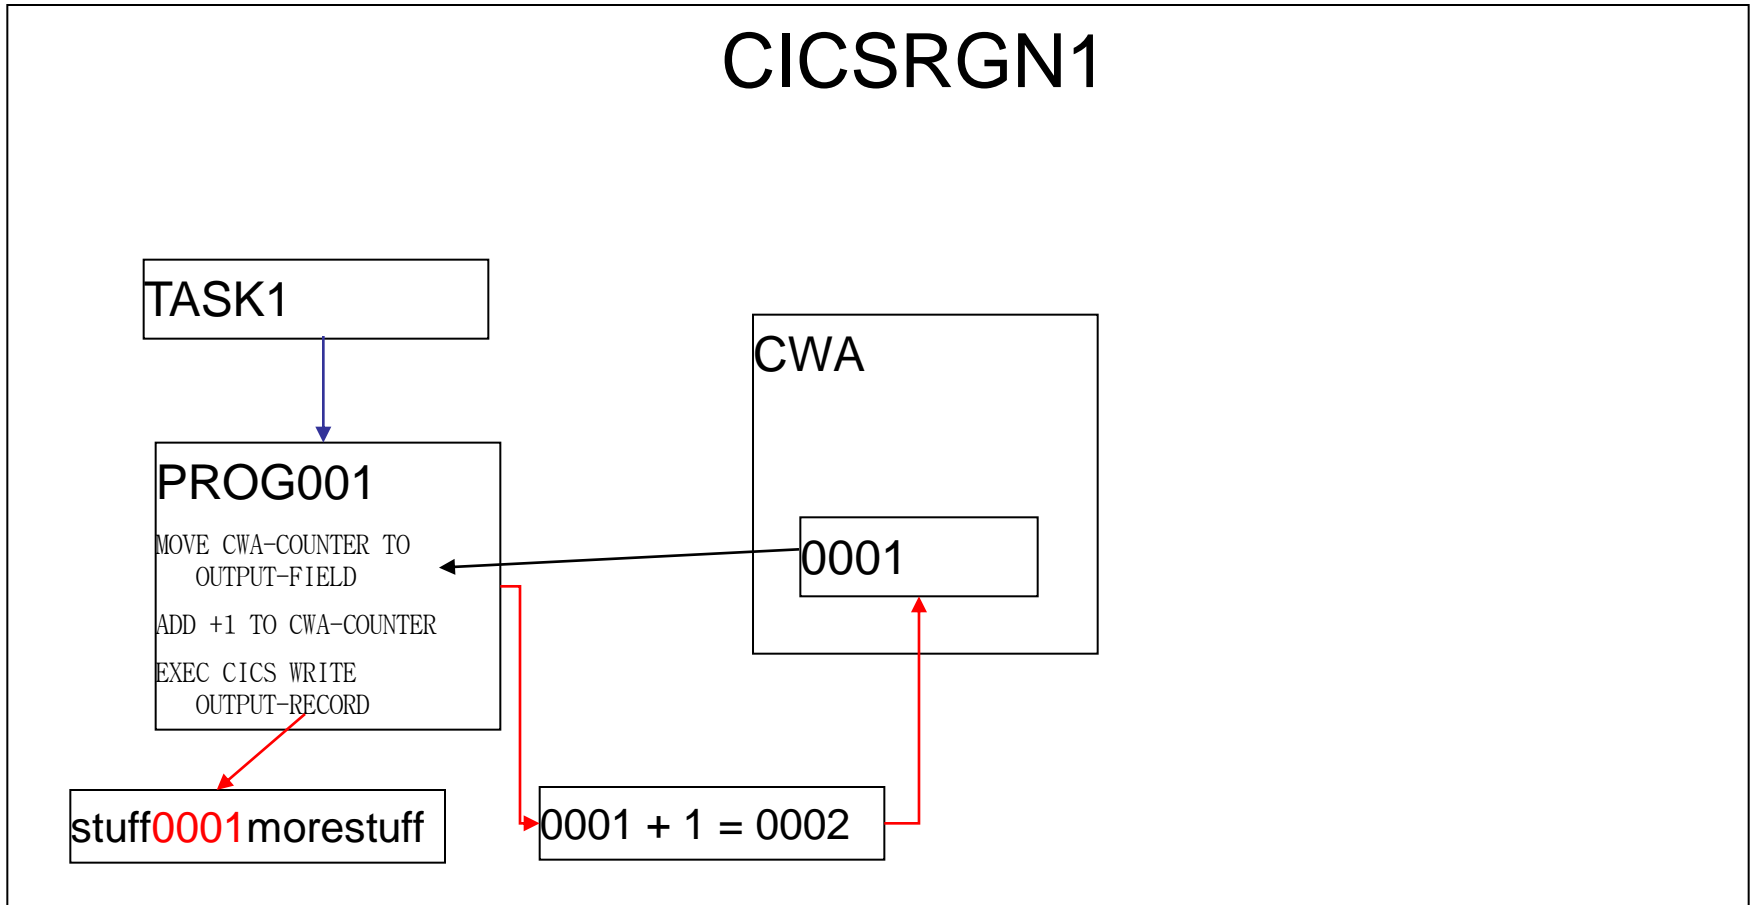 CICSRGN1
TASK1
CWA
PROG001
MOVE CWA-COUNTER TO
OUTPUT-FIELD
ADD +1 TO CWA-COUNTER
EXEC CICS WRITE
OUTPUT-RECORD
0001
stuff0001morestuff
0001 + 1 = 0002